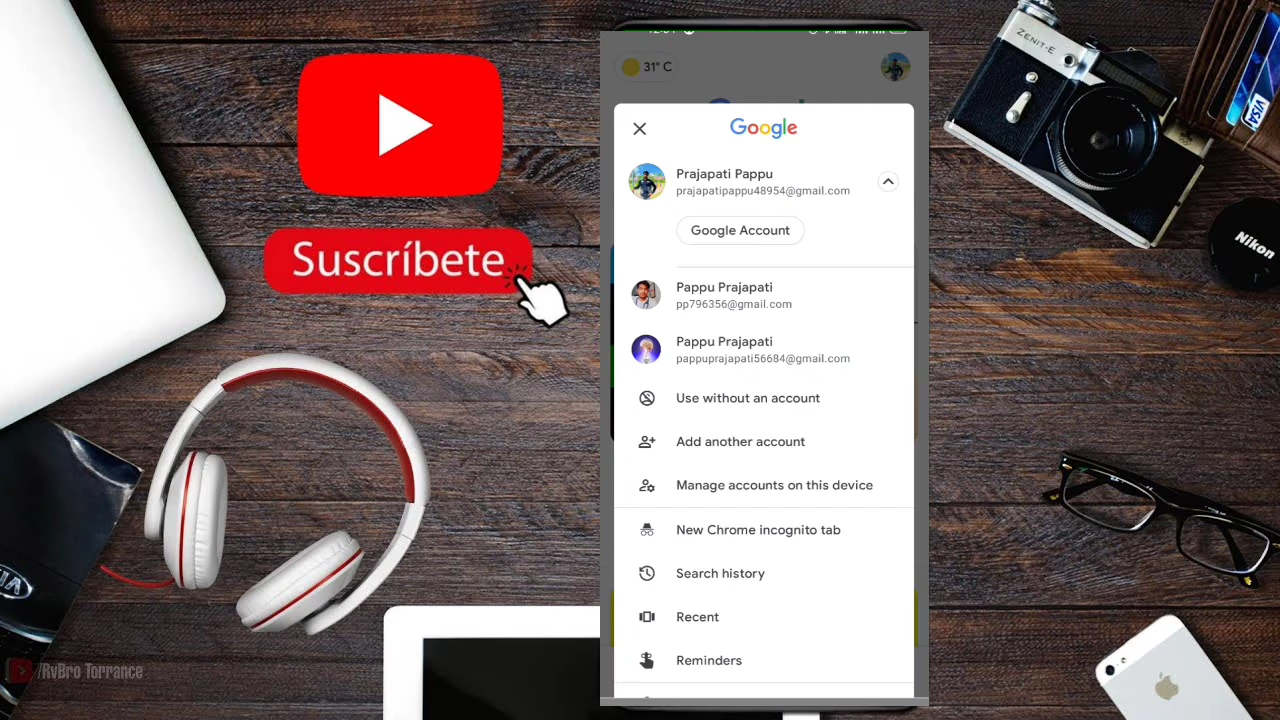 Suscríbete
/RvBro Torrance
31° C
Google
Prajapati Pappu
prajapatipappu48954@gmail.com
Google Account
Pappu Prajapati
pp796356@gmail.com
Pappu Prajapati
pappuprajapati56684@gmail.com
Use without an account
Add another account
Manage accounts on this device
New Chrome incognito tab
Search history
Recent
Reminders
ZENIT-E
VISA
Nikon
KIA